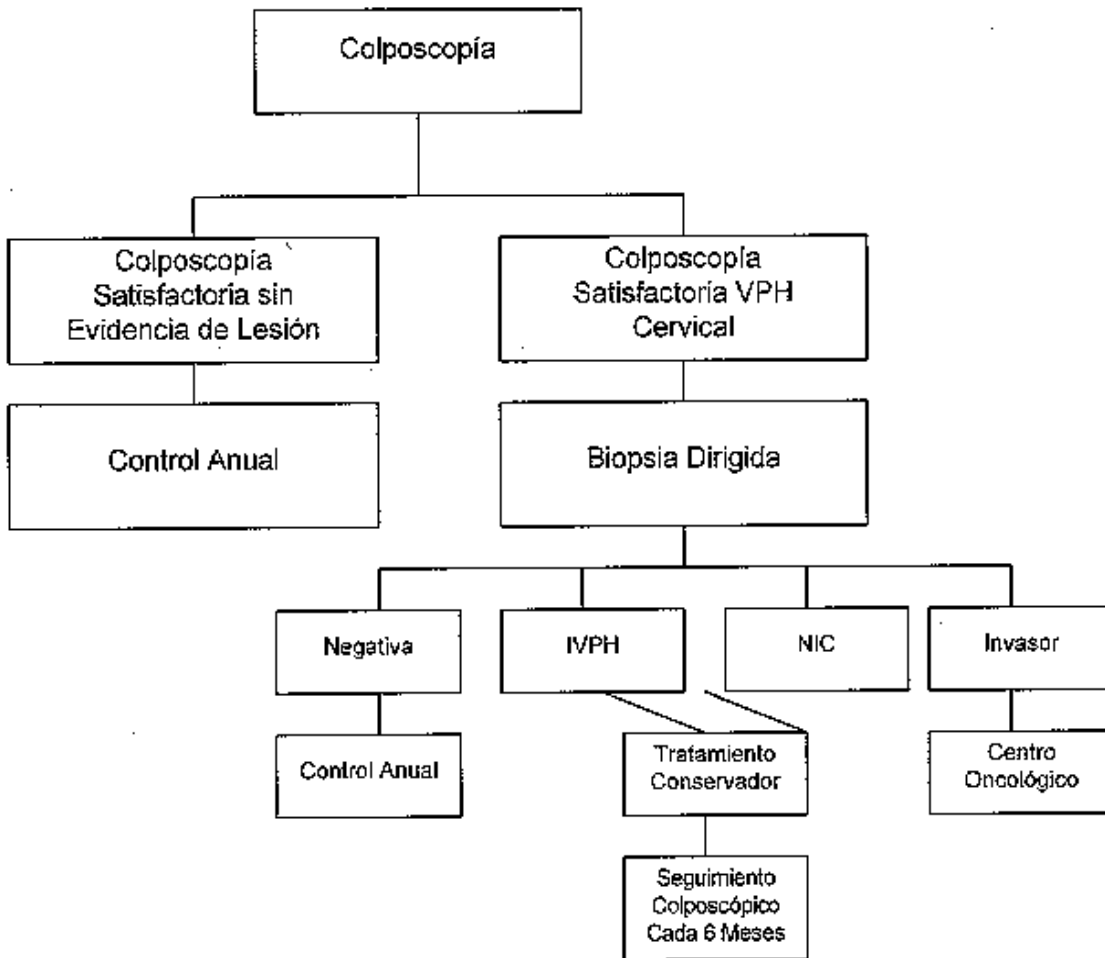 Colposcopía
Colposcopía
Satisfactoria sin
Evidencia de Lesión
Colposcopía
Satisfactoría VPH
Cervical
Control Anual
Biopsia Dirigida
Negativa
IVPH
NIC
Invasor
Control Anual
Tratamiento
Conservador
Centro
Oncológico
Seguimiento
Colposcópico
Cada 6 Meses